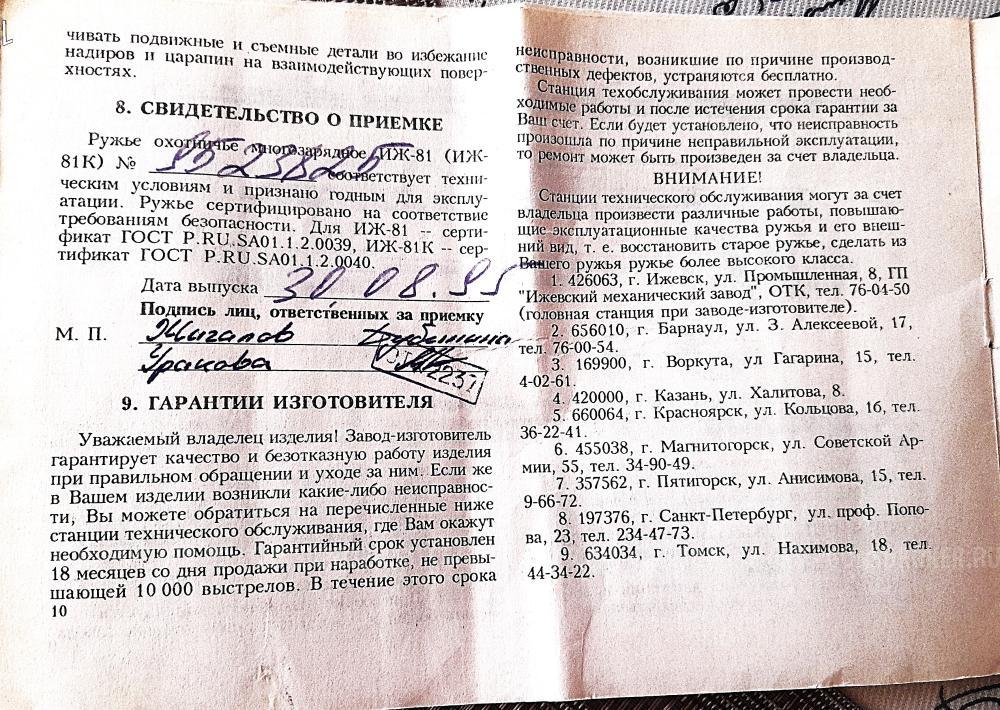 чивать подвижные и съемные детали во избежание
надиров и царапин на взаимодействующих повер-
хностях.
8. СВИДЕТЕЛЬСТВО О ПРИЕМКЕ
Ружье охотничье многозарядное ИЖ-81 (ИЖ-
81К) № соответствует техни-
ческим условиям и признано годным для эксплу-
атации. Ружье сертифицировано на соответствие
требованиям безопасности. Для ИЖ-81 -- серти-
фикат ГОСТ Р.RU.SA01.1.2.0039, ИЖ-81К -- сер-
тификат ГОСТ Р.RU.SA01.1.2.0040.
Дата выпуска 30 08.95
Подпись лиц, ответственных за приемку
М. П. Жигалов
Уракова
9. ГАРАНТИИ ИЗГОТОВИТЕЛЯ
Уважаемый владелец изделия! Завод-изготовитель
гарантирует качество и безотказную работу изделия
при правильном обращении и уходе за ним. Если же
в Вашем изделии возникли какие-либо неисправнос-
ти, Вы можете обратиться на перечисленные ниже
станции технического обслуживания, где Вам окажут
необходимую помощь. Гарантийный срок установлен
18 месяцев со дня продажи при наработке, не превы-
шающей 10 000 выстрелов. В течение этого срока
10
неисправности, возникшие по причине производ-
ственных дефектов, устраняются бесплатно.
Станция техобслуживания может провести необ-
ходимые работы и после истечения срока гарантии за
Ваш счет. Если будет установлено, что неисправность
произошла по причине неправильной эксплуатации,
то ремонт может быть произведен за счет владельца.
ВНИМАНИЕ!
Станции технического обслуживания могут за счет
владельца произвести различные работы, повышаю-
щие эксплуатационные качества ружья и его внеш-
ний вид, т. е. восстановить старое ружье, сделать из
Вашего ружья ружье более высокого класса.
1. 426063, г. Ижевск, ул. Промышленная, 8, ГП
"Ижевский механический завод", ОТК, тел. 76-04-50
(головная станция при заводе-изготовителе).
2. 656010, г. Барнаул, ул. З. Алексеевой, 17,
тел. 76-00-54.
3. 169900, г. Воркута, ул Гагарина, 15, тел.
4-02-61.
4. 420000, г. Казань, ул. Халитова, 8.
5. 660064, г. Красноярск, ул. Кольцова, 16, тел.
36-22-41.
6. 455038, г. Магнитогорск, ул. Советской Ар-
мии, 55, тел. 34-90-49.
7. 357562, г. Пятигорск, ул. Анисимова, 15, тел.
9-66-72.
8. 197376, г. Санкт-Петербург, ул. проф. Попо-
ва, 23, тел. 234-47-73.
9. 634034, г. Томск, ул. Нахимова, 18, тел.
44-34-22.